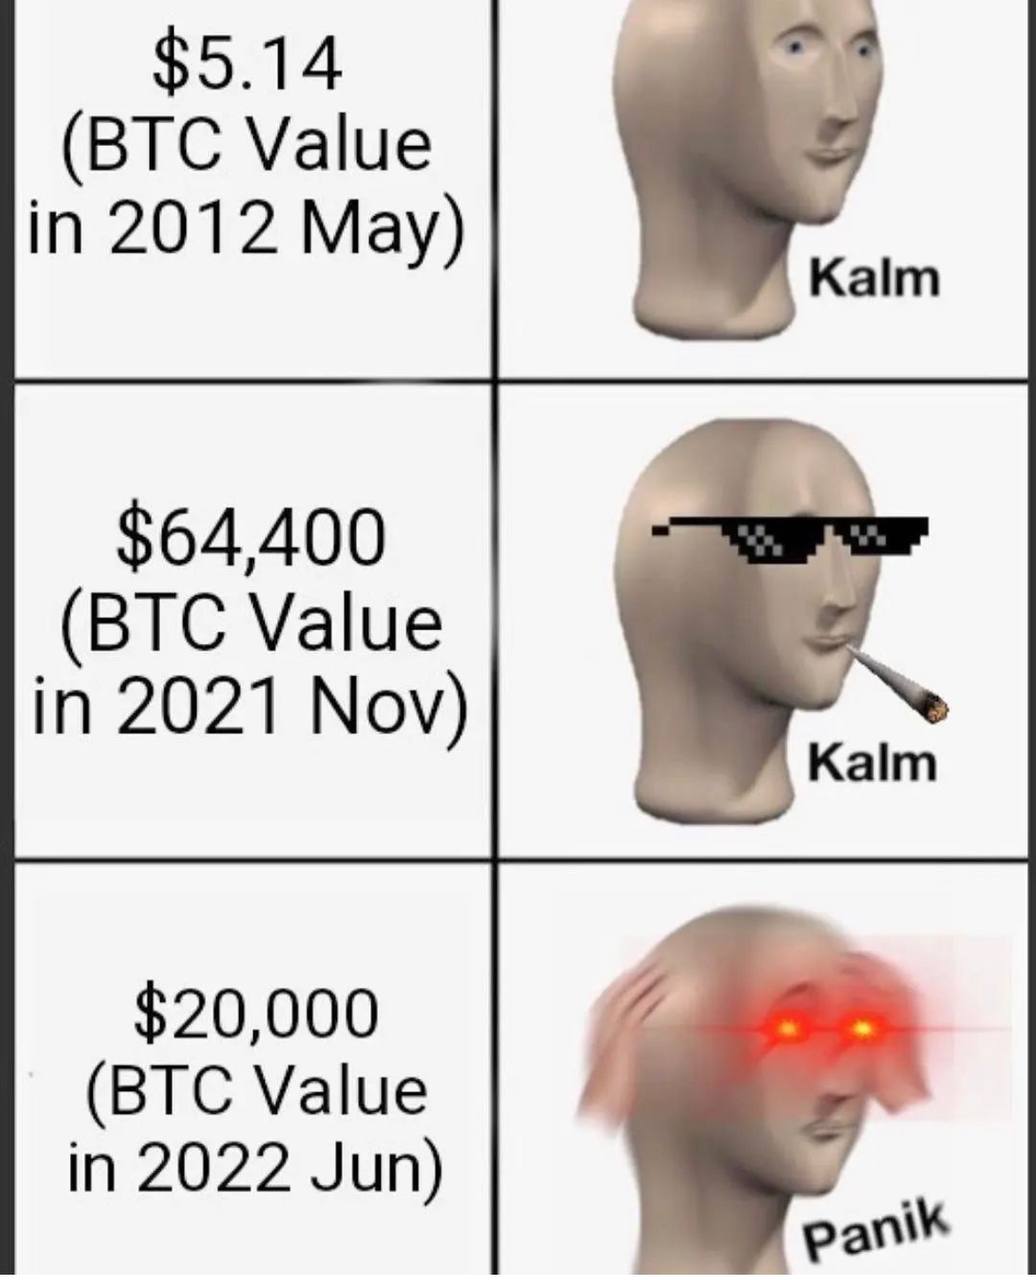 $5.14
(BTC Value
in 2012 May)
Kalm
$64,400
(BTC Value
in 2021 Nov)
Kalm
$20,000
(BTC Value
in 2022 Jun)
Panik